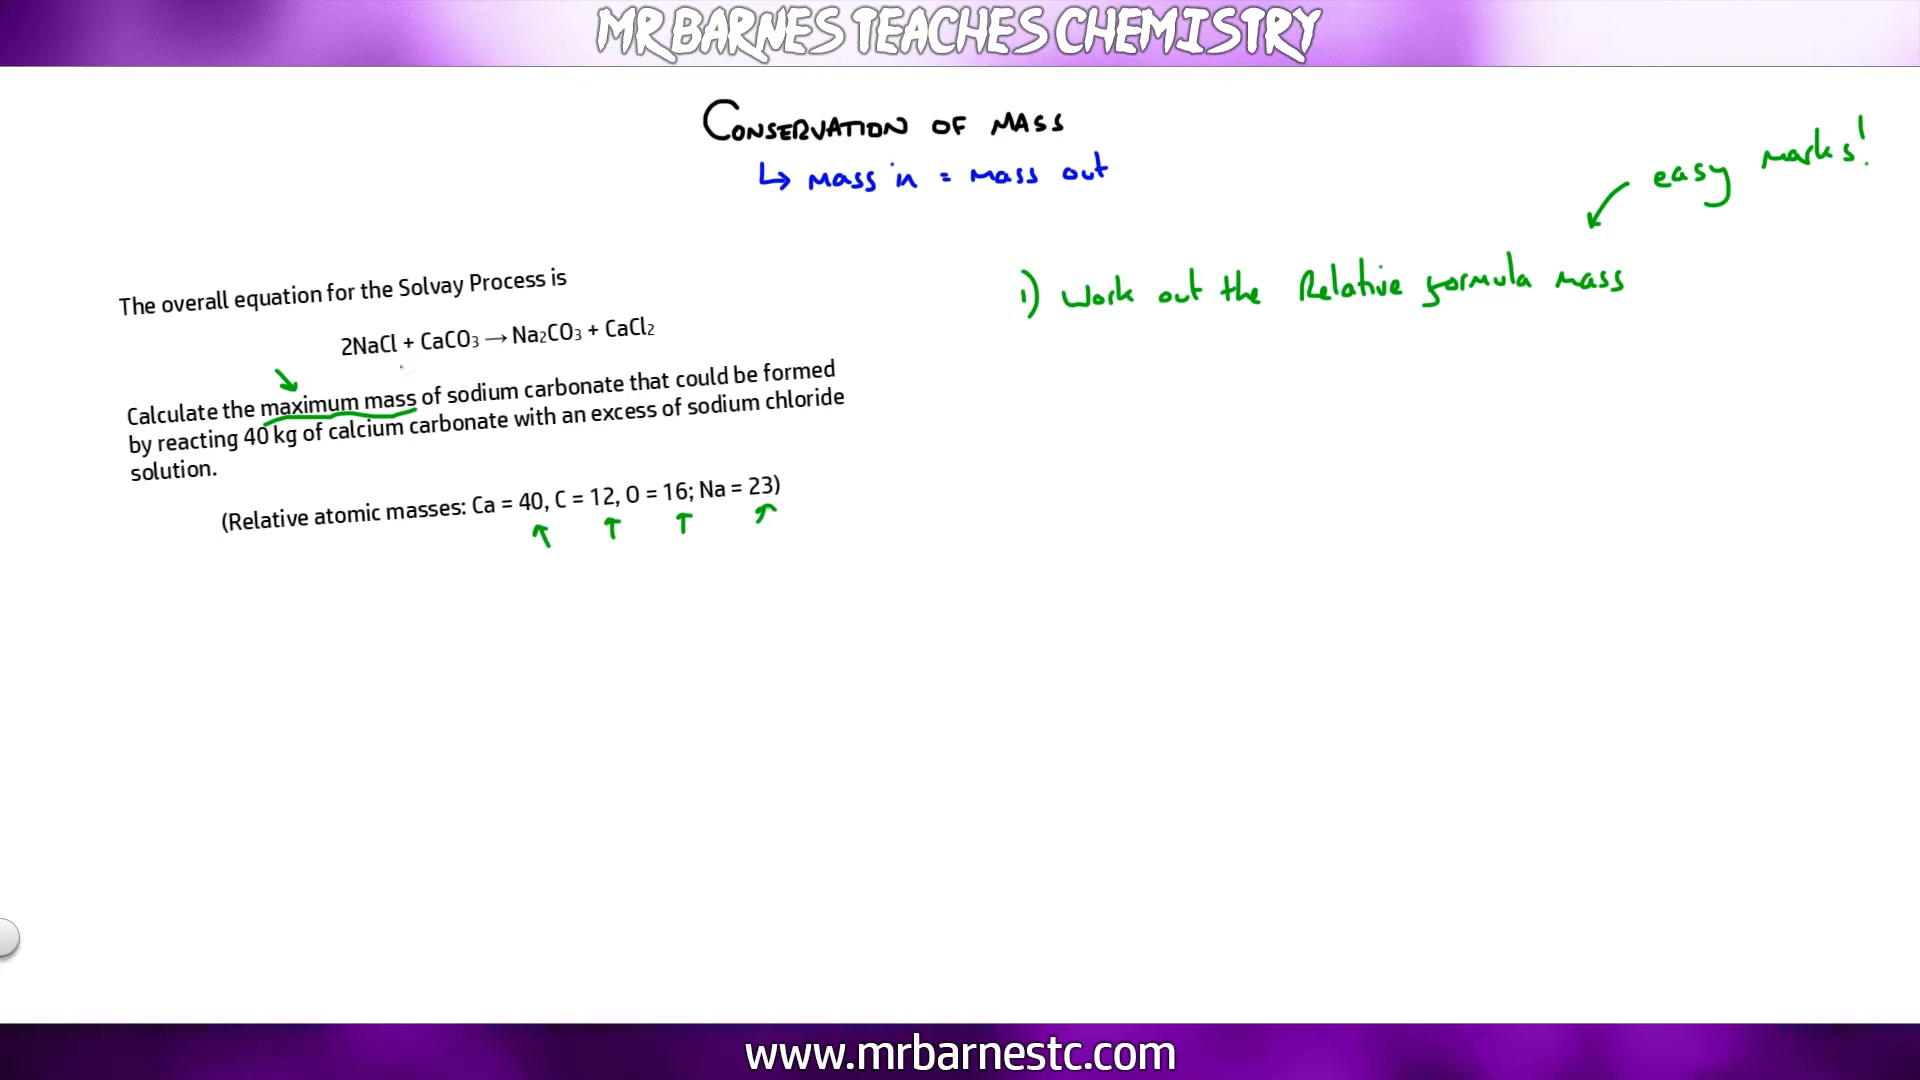 MR BARNES TEACHES CHEMISTRY
CONSERVATION OF MASS
↳ mass in = mass out
easy marks!
1) Work out the Relative formula mass
The overall equation for the Solvay Process is
2NaCl + CaCO₃ → Na₂CO₃ + CaCl₂
Calculate the maximum mass of sodium carbonate that could be formed
by reacting 40 kg of calcium carbonate with an excess of sodium chloride
solution.
(Relative atomic masses: Ca = 40, C = 12, O = 16; Na = 23)
www.mrbarnestc.com